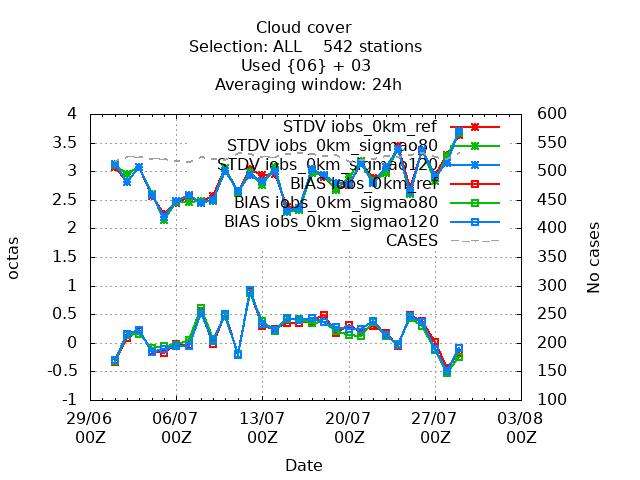 Cloud cover
Selection: ALL    542 stations
Used {06} + 03
Averaging window: 24h
4
3.5
3
2.5
2
1.5
1
0.5
0
-0.5
-1
octas
600
550
500
450
400
350
300
250
200
150
100
No cases
STDV iobs_0km_ref
STDV iobs_0km_sigmao80
STDV iobs_0km_sigmao120
BIAS iobs_0km_ref
BIAS iobs_0km_sigmao80
BIAS iobs_0km_sigmao120
CASES
29/06 06/07 13/07 20/07 27/07 03/08
00Z 00Z 00Z 00Z 00Z 00Z
Date